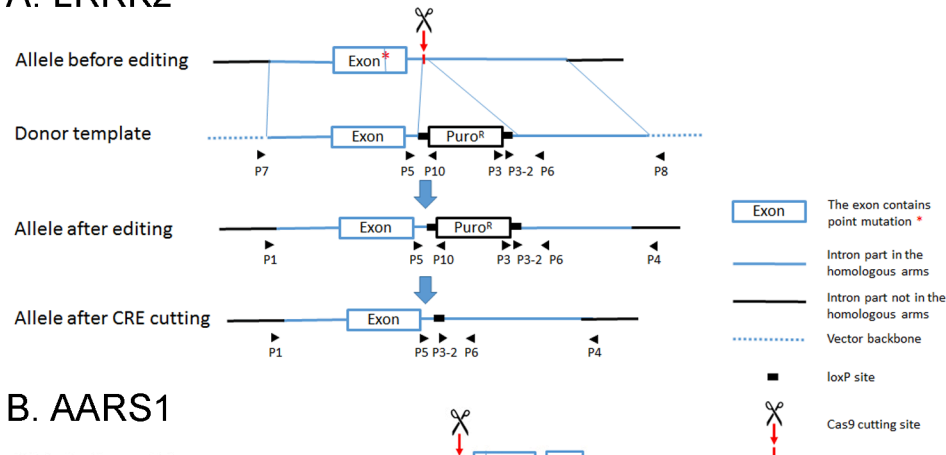 A. LRRK2
Allele before editing
Exon*
Donor template
Exon
Puroᴿ
P7 P5 P10 P3 P3-2 P6 P8
Allele after editing
Exon
Puroᴿ
P1 P5 P10 P3 P3-2 P6 P4
Allele after CRE cutting
Exon
P1 P5 P3-2 P6 P4
Exon
The exon contains
point mutation *
Intron part in the
homologous arms
Intron part not in the
homologous arms
Vector backbone
loxP site
Cas9 cutting site
B. AARS1